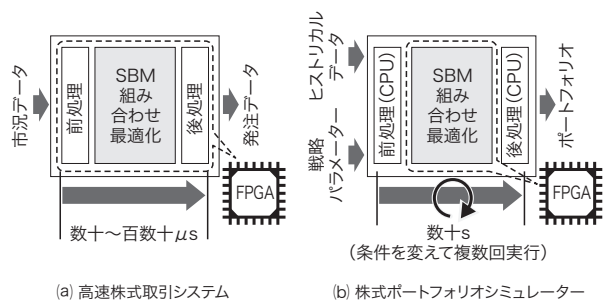 市況データ
前処理
SBM
組み
合わせ
最適化
後処理
発注データ
FPGA
数十～百数十μs
(a) 高速株式取引システム
ヒストリカル
データ
戦略
パラメーター
前処理（CPU）
SBM
組み
合わせ
最適化
後処理（CPU）
ポートフォリオ
FPGA
数十s
（条件を変えて複数回実行）
(b) 株式ポートフォリオシミュレーター